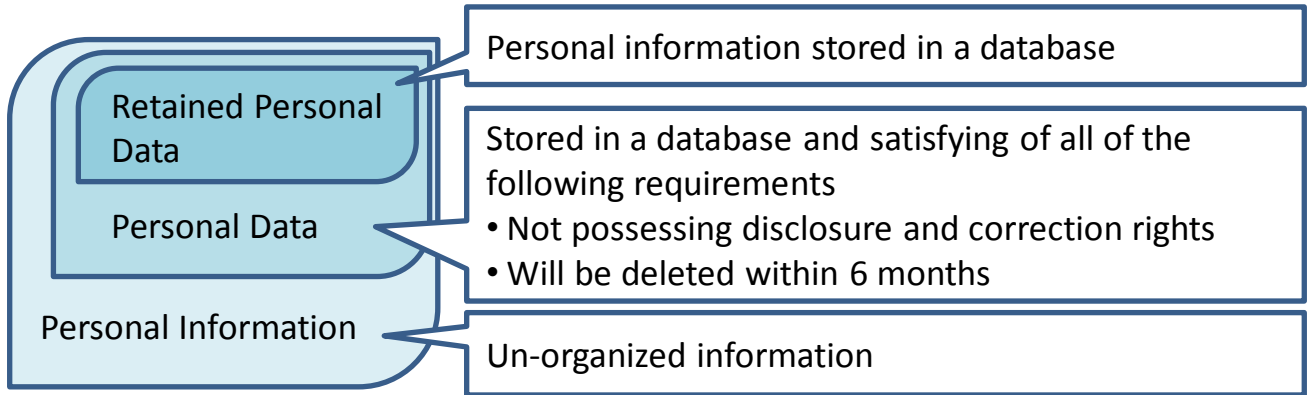 Retained Personal
Data
Personal Data
Personal Information
Personal information stored in a database
Stored in a database and satisfying of all of the
following requirements
• Not possessing disclosure and correction rights
• Will be deleted within 6 months
Un-organized information